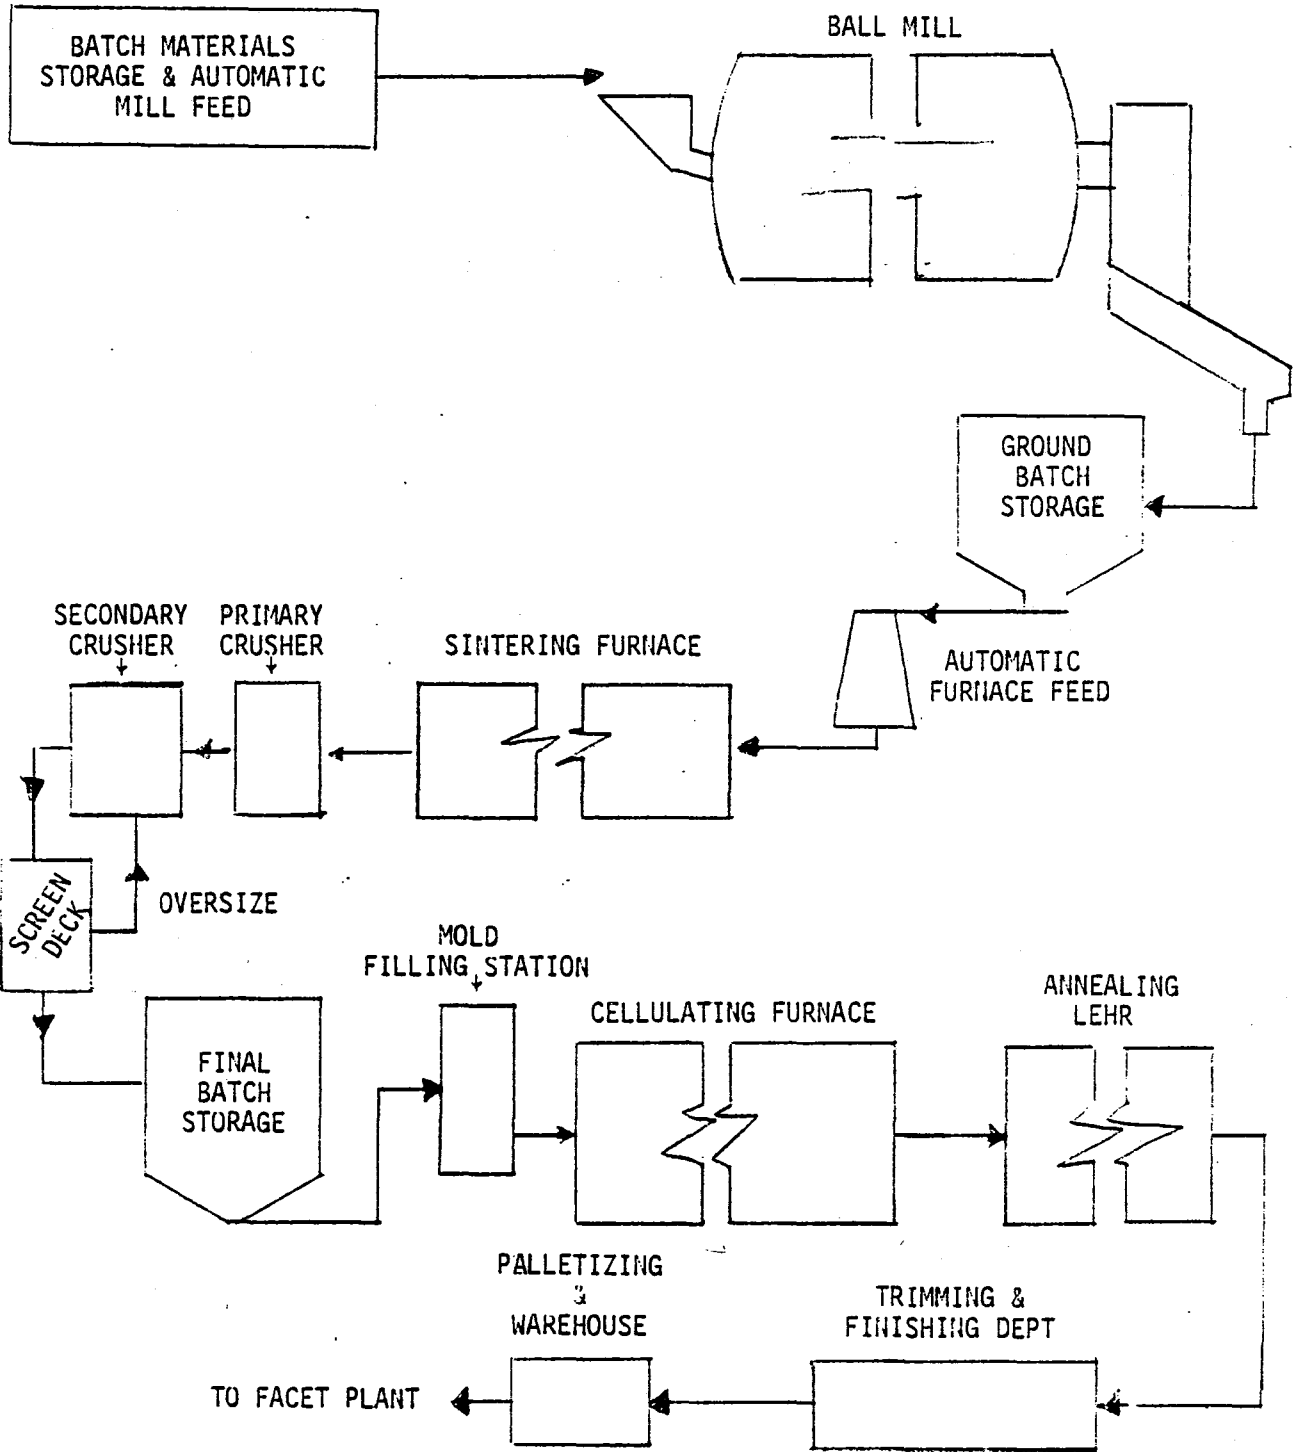 BALL MILL
BATCH MATERIALS
STORAGE & AUTOMATIC
MILL FEED
GROUND
BATCH
STORAGE
SECONDARY
CRUSHER
PRIMARY
CRUSHER
SINTERING FURNACE
AUTOMATIC
FURNACE FEED
SCREEN
DECK
OVERSIZE
MOLD
FILLING STATION
CELLULATING FURNACE
ANNEALING
LEHR
FINAL
BATCH
STORAGE
PALLETIZING
&
WAREHOUSE
TRIMMING &
FINISHING DEPT
TO FACET PLANT